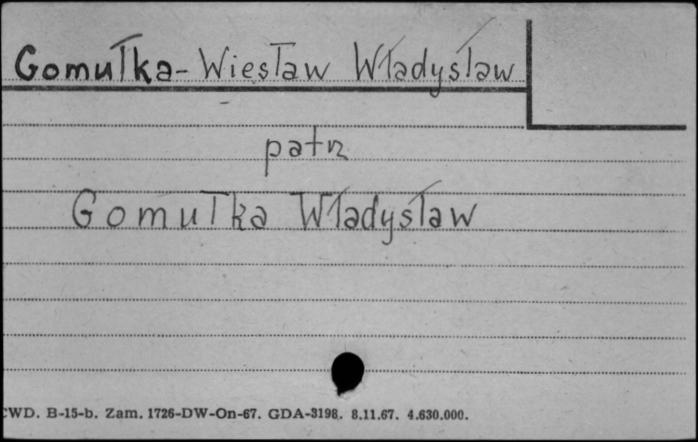 Gomułka-Wiesław Władysław
patrz
Gomułka Władysław
CWD. B-15-b. Zam. 1726-DW-On-67. GDA-3198. 8.11.67. 4.630.000.